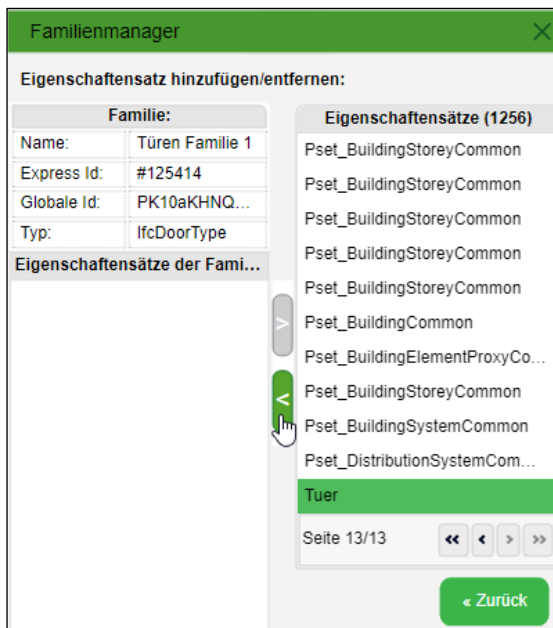 Familienmanager
Eigenschaftensatz hinzufügen/entfernen:
Familie:
Name: Türen Familie 1
Express Id: #125414
Globale Id: PK10aKHNQ...
Typ: IfcDoorType
Eigenschaftensätze der Fami...
>
<
Eigenschaftensätze (1256)
Pset_BuildingStoreyCommon
Pset_BuildingStoreyCommon
Pset_BuildingStoreyCommon
Pset_BuildingStoreyCommon
Pset_BuildingStoreyCommon
Pset_BuildingCommon
Pset_BuildingElementProxyCo...
Pset_BuildingStoreyCommon
Pset_BuildingSystemCommon
Pset_DistributionSystemCom...
Tuer
Seite 13/13 « ‹ › »
« Zurück